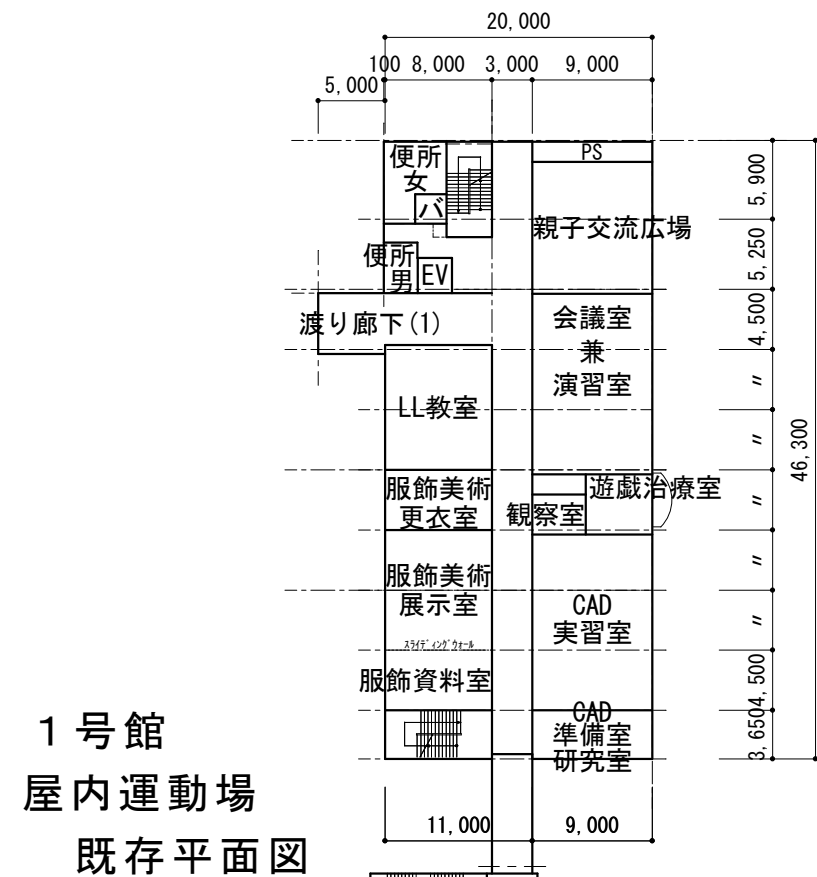 20,000
100 8,000 3,000 9,000
5,000
便所
女
バ
PS
5,900
親子交流広場
便所
男
EV
5,250
渡り廊下(1)
会議室
兼
演習室
4,500
〃
LL教室
〃
46,300
服飾美術
更衣室
遊戯治療室
観察室
〃
〃
服飾美術
展示室
CAD
実習室
〃
スライディングウォール
服飾資料室
4,500
CAD
準備室
研究室
3,650
11,000 9,000
1号館
屋内運動場
既存平面図